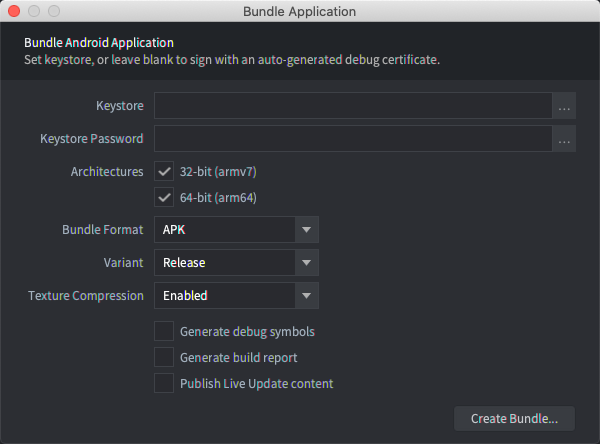 Bundle Application
Bundle Android Application
Set keystore, or leave blank to sign with an auto-generated debug certificate.
Keystore
...
Keystore Password
...
Architectures
32-bit (armv7)
64-bit (arm64)
Bundle Format
APK
Variant
Release
Texture Compression
Enabled
Generate debug symbols
Generate build report
Publish Live Update content
Create Bundle...